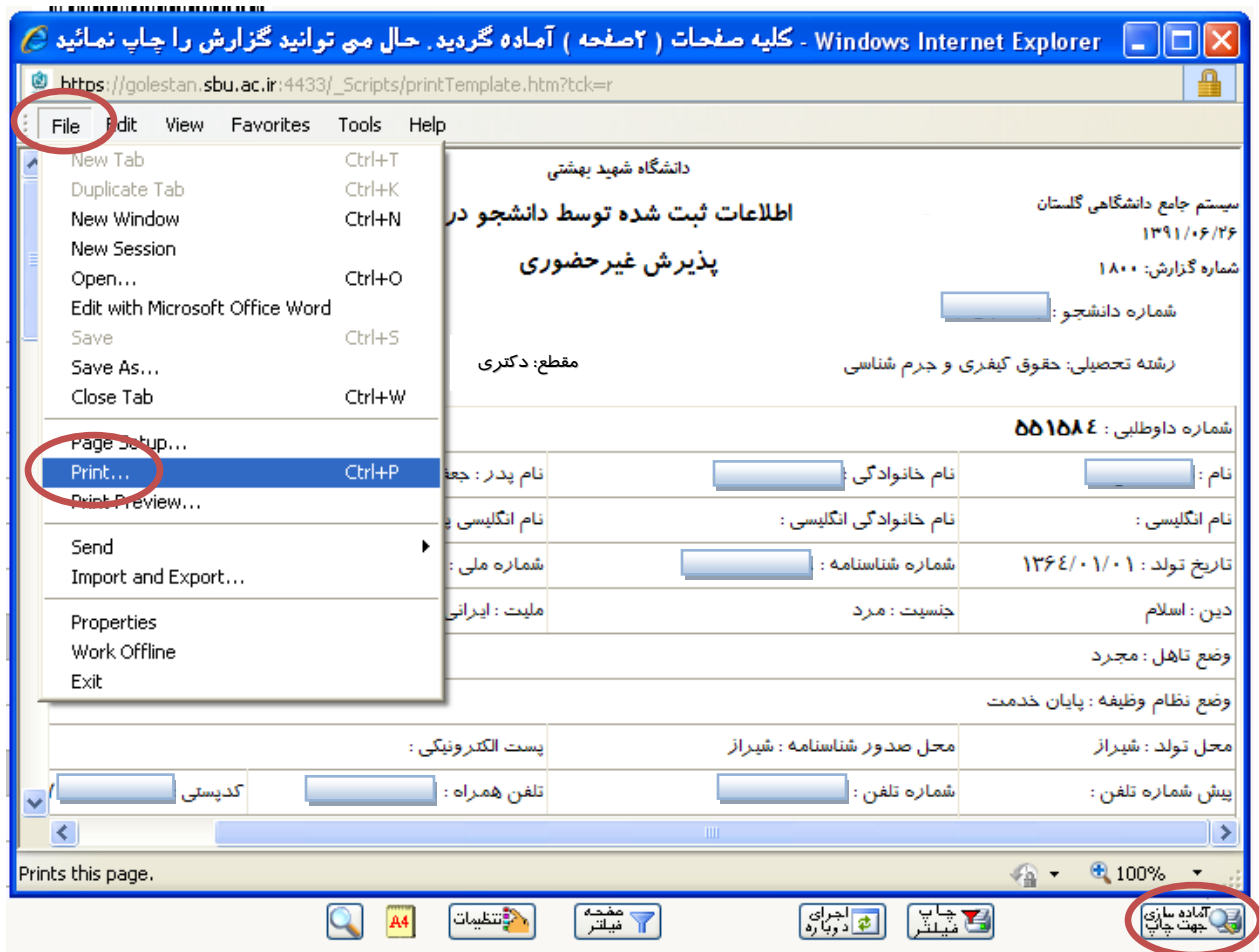 کلیه صفحات ( ۲صفحه ) آماده گردید. حال می توانید گزارش را چاپ نمائید - Windows Internet Explorer
https://golestan.sbu.ac.ir:4433/_Scripts/printTemplate.htm?tck=r
File Edit View Favorites Tools Help
New Tab Ctrl+T
Duplicate Tab Ctrl+K
New Window Ctrl+N
New Session
Open... Ctrl+O
Edit with Microsoft Office Word
Save Ctrl+S
Save As...
Close Tab Ctrl+W
Page Setup...
Print... Ctrl+P
Print Preview...
Send
Import and Export...
Properties
Work Offline
Exit
دانشگاه شهید بهشتی
سیستم جامع دانشگاهی گلستان
اطلاعات ثبت شده توسط دانشجو در
۱۳۹۱/۰۶/۲۶
پذیرش غیرحضوری
شماره گزارش: ۱۸۰۰
شماره دانشجو :
رشته تحصیلی: حقوق کیفری و جرم شناسی مقطع: دکتری
شماره داوطلبی : ۵۵۱۵۸٤
نام : نام خانوادگی : نام پدر : جعف
نام انگلیسی : نام خانوادگی انگلیسی : نام انگلیسی
تاریخ تولد : ۱۳۶٤/۰۱/۰۱ شماره شناسنامه : شماره ملی :
دین : اسلام جنسیت : مرد ملیت : ایرانی
وضع تاهل : مجرد
وضع نظام وظیفه : پایان خدمت
محل تولد : شیراز محل صدور شناسنامه : شیراز پست الکترونیکی :
پیش شماره تلفن : شماره تلفن : تلفن همراه : کدپستی
Prints this page. 100%
آماده سازی جهت چاپ چاپ فیلتر اجرای دوباره صفحه فیلتر تنظیمات A4